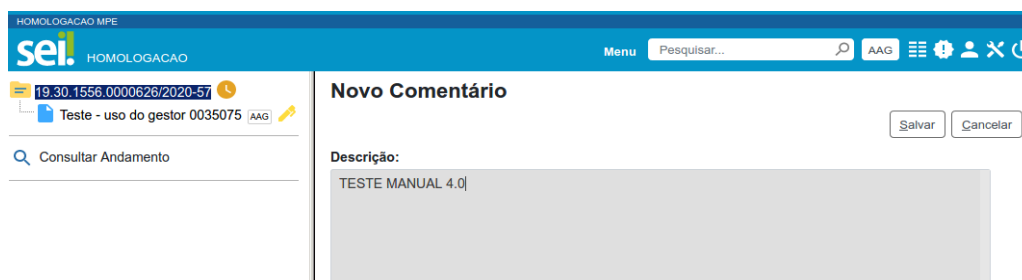 HOMOLOGACAO MPE
sei! HOMOLOGACAO
Menu Pesquisar... AAG
19.30.1556.0000626/2020-57
Teste - uso do gestor 0035075 AAG
Consultar Andamento
Novo Comentário
Salvar Cancelar
Descrição:
TESTE MANUAL 4.0